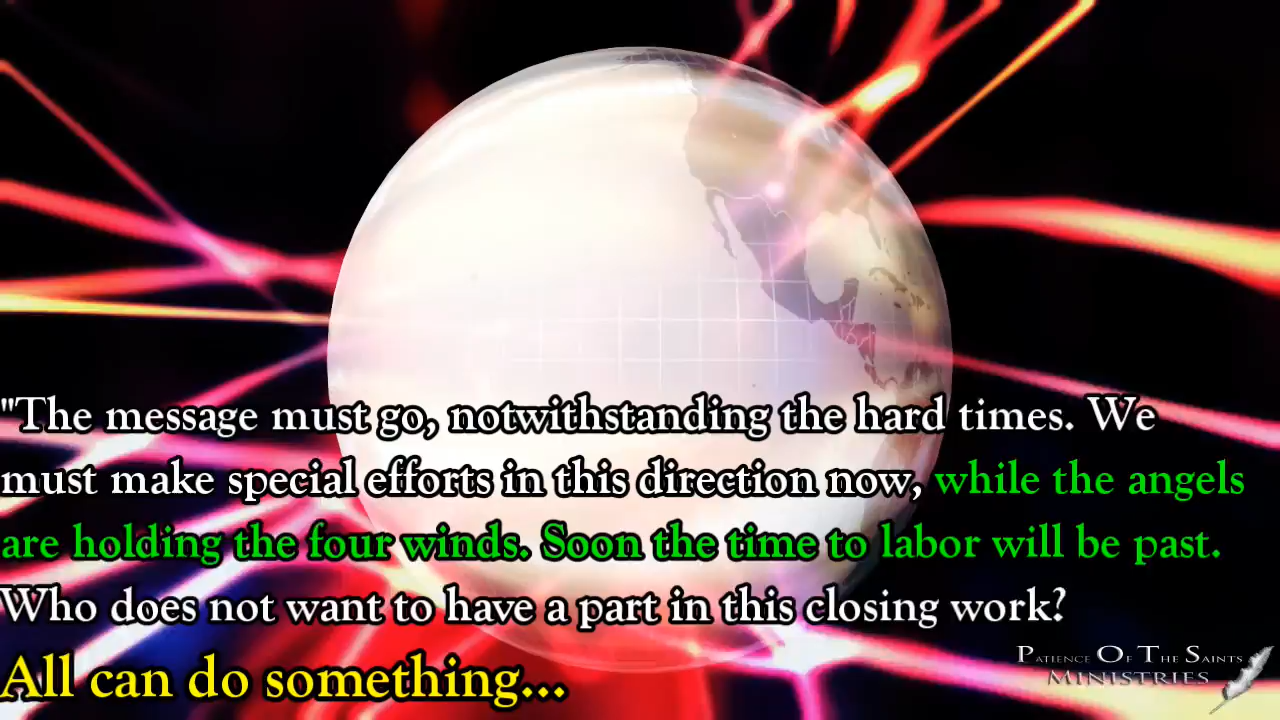 "The message must go, notwithstanding the hard times. We
must make special efforts in this direction now, while the angels
are holding the four winds. Soon the time to labor will be past.
Who does not want to have a part in this closing work?
All can do something...
Patience Of The Saints
Ministries